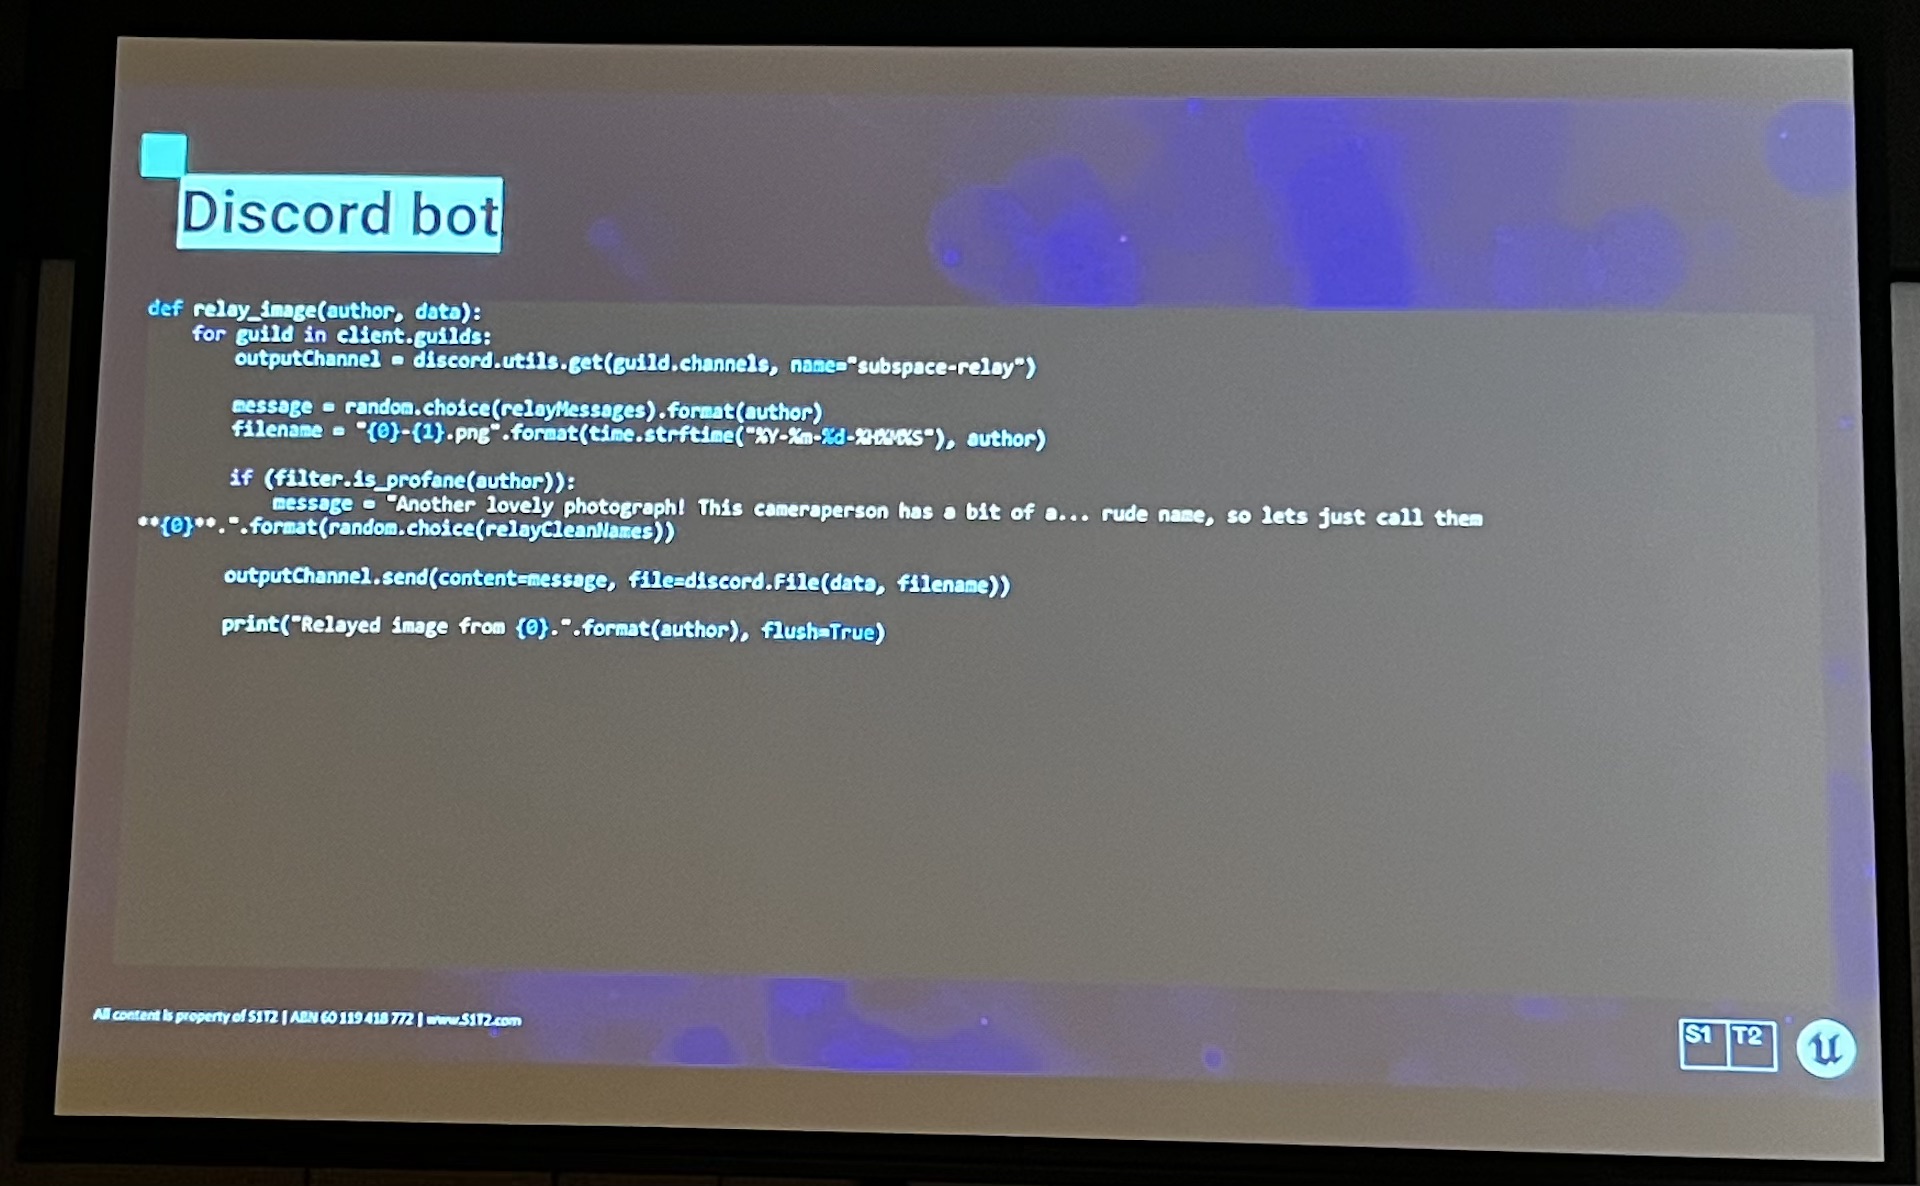 Discord bot
def relay_image(author, data):
    for guild in client.guilds:
        outputChannel = discord.utils.get(guild.channels, name="subspace-relay")
        message = random.choice(relayMessages).format(author)
        filename = "{0}-{1}.png".format(time.strftime("%Y-%m-%d-%H%M%S"), author)
        if (filter.is_profane(author)):
            message = "Another lovely photograph! This cameraperson has a bit of a... rude name, so lets just call them
**{0}**.".format(random.choice(relayCleanNames))
        outputChannel.send(content=message, file=discord.File(data, filename))
        print("Relayed image from {0}.".format(author), flush=True)
All content is property of S1T2 | ABN 60 119 418 772 | www.S1T2.com
S1 T2